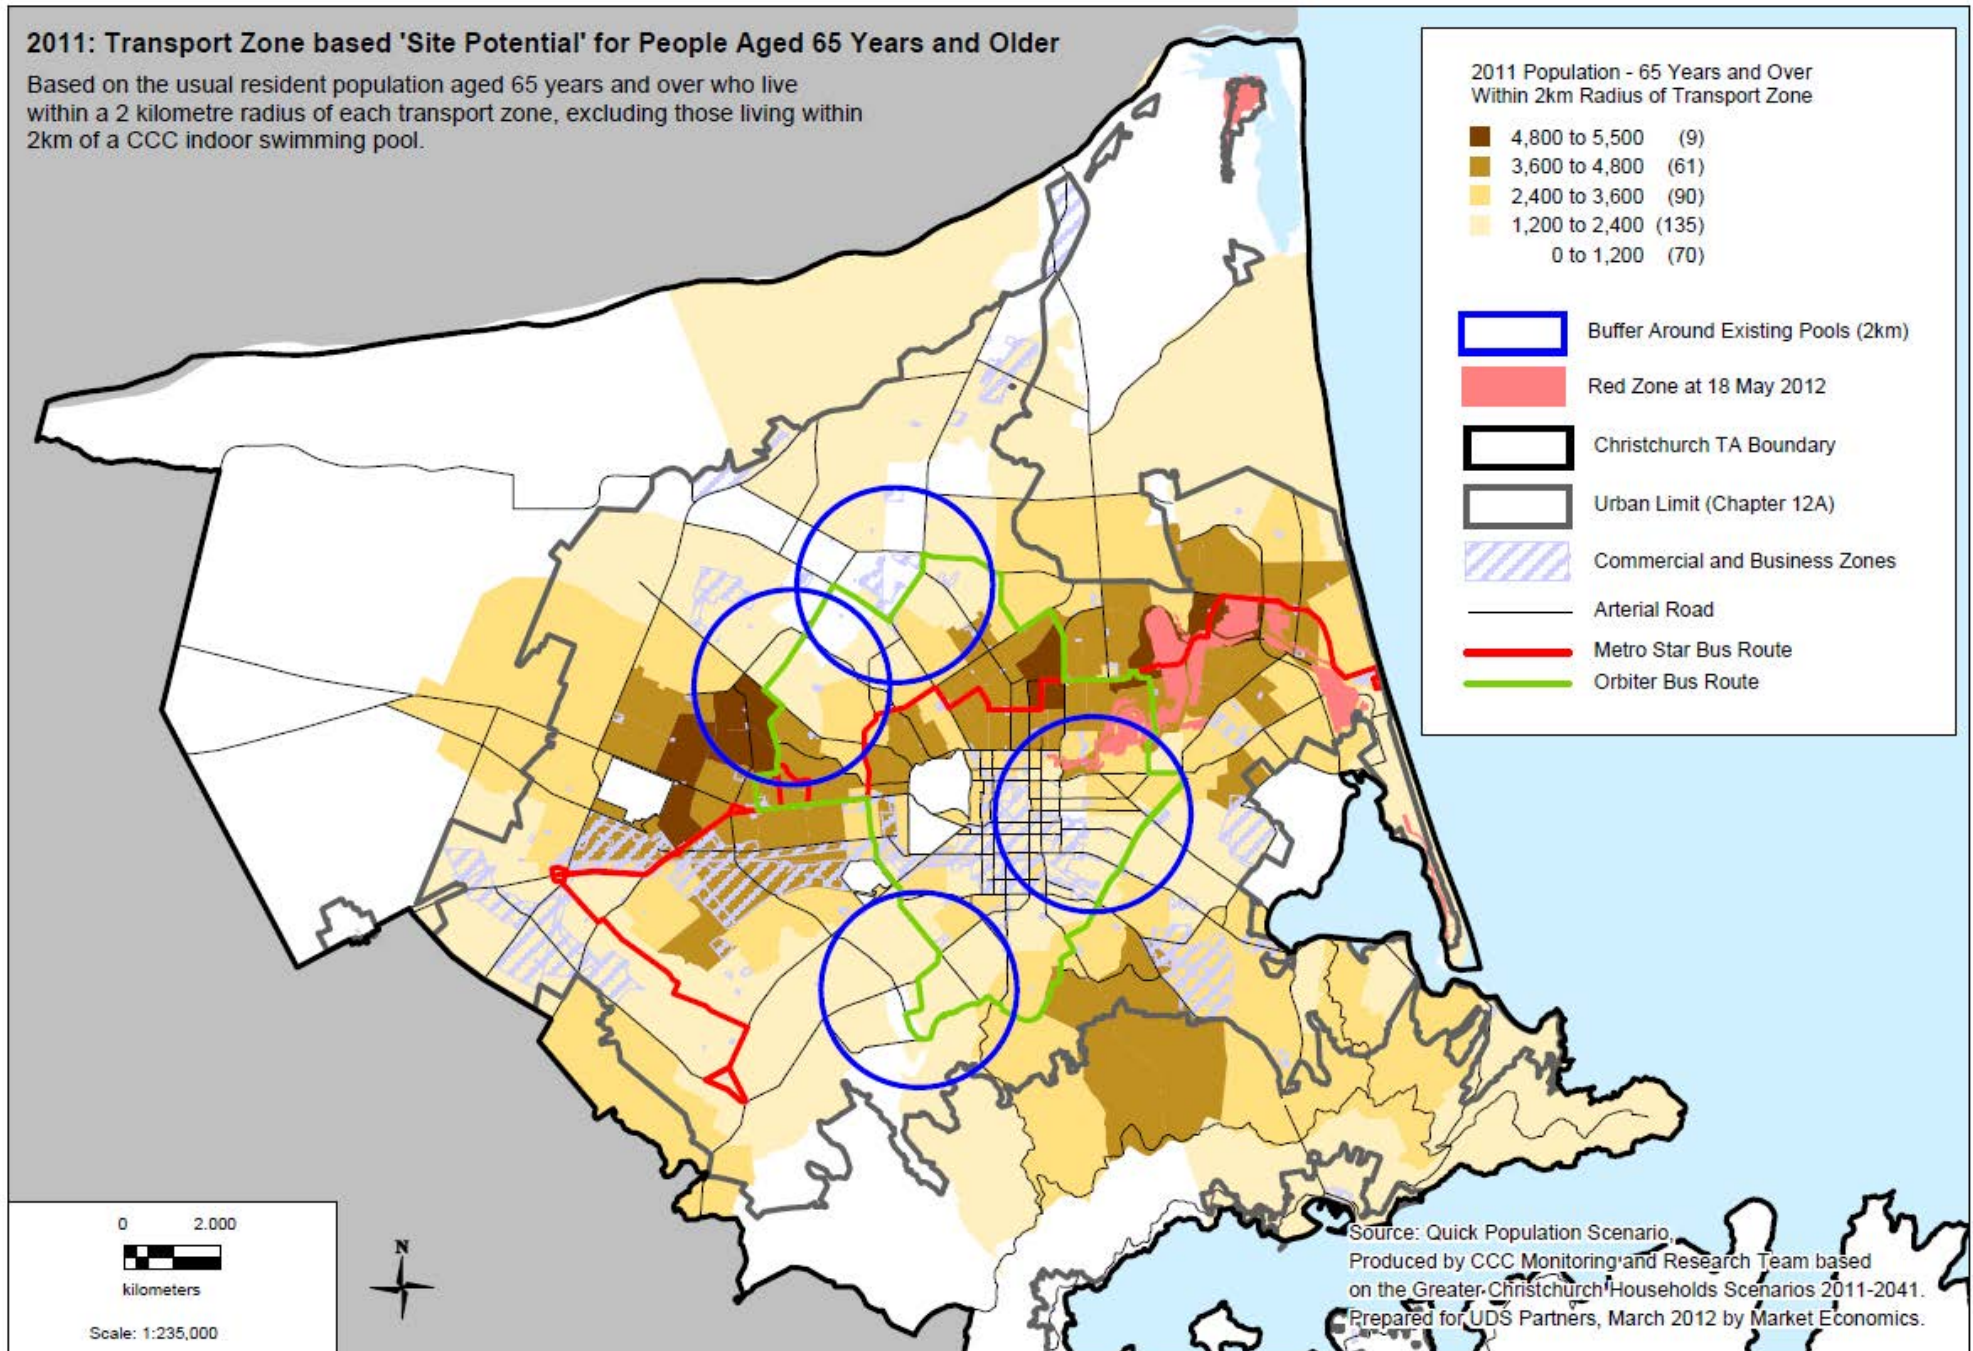 2011: Transport Zone based 'Site Potential' for People Aged 65 Years and Older
Based on the usual resident population aged 65 years and over who live
within a 2 kilometre radius of each transport zone, excluding those living within
2km of a CCC indoor swimming pool.
2011 Population - 65 Years and Over
Within 2km Radius of Transport Zone
4,800 to 5,500 (9)
3,600 to 4,800 (61)
2,400 to 3,600 (90)
1,200 to 2,400 (135)
0 to 1,200 (70)
Buffer Around Existing Pools (2km)
Red Zone at 18 May 2012
Christchurch TA Boundary
Urban Limit (Chapter 12A)
Commercial and Business Zones
Arterial Road
Metro Star Bus Route
Orbiter Bus Route
0 2.000
kilometers
Scale: 1:235,000
N
Source: Quick Population Scenario,
Produced by CCC Monitoring and Research Team based
on the Greater Christchurch Households Scenarios 2011-2041.
Prepared for UDS Partners, March 2012 by Market Economics.